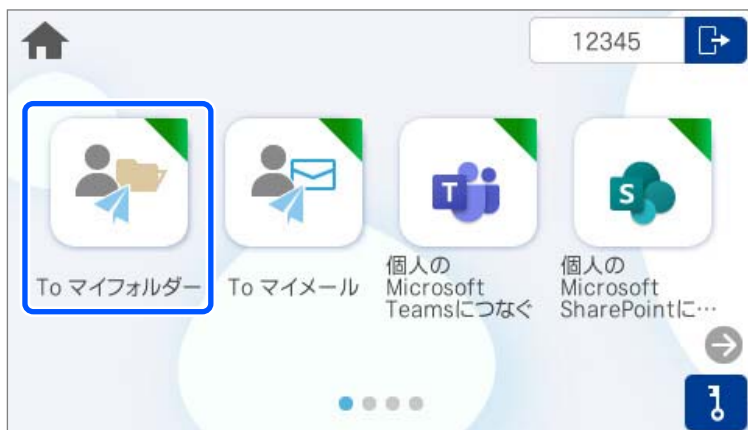 12345
To マイフォルダー
To マイメール
個人の
Microsoft
Teamsにつなぐ
個人の
Microsoft
SharePointに…